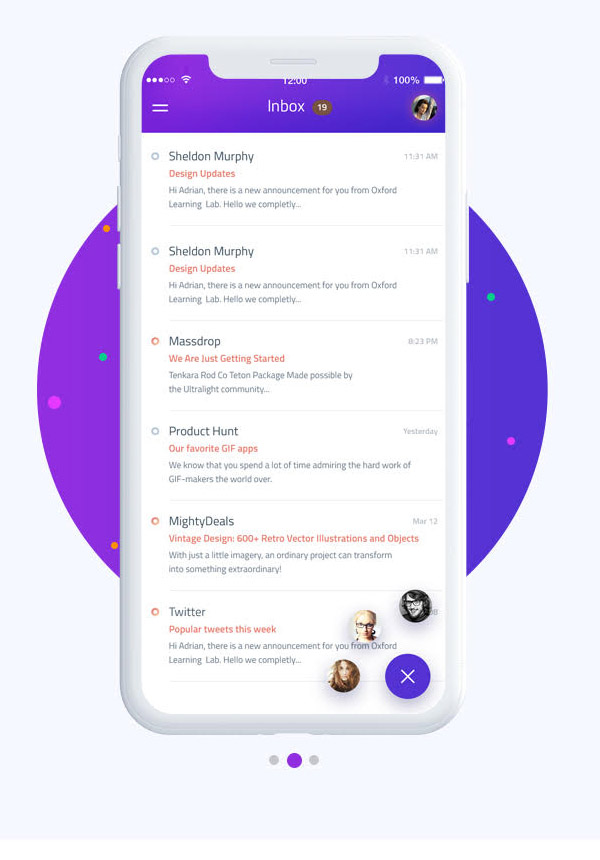 12:00
100%
Inbox 19
Sheldon Murphy 11:31 AM
Design Updates
Hi Adrian, there is a new announcement for you from Oxford
Learning Lab. Hello we completly...
Sheldon Murphy 11:31 AM
Design Updates
Hi Adrian, there is a new announcement for you from Oxford
Learning Lab. Hello we completly...
Massdrop 8:23 PM
We Are Just Getting Started
Tenkara Rod Co Teton Package Made possible by
the Ultralight community...
Product Hunt Yesterday
Our favorite GIF apps
We know that you spend a lot of time admiring the hard work of
GIF-makers the world over.
MightyDeals Mar 12
Vintage Design: 600+ Retro Vector Illustrations and Objects
With just a little imagery, an ordinary project can transform
into something extraordinary!
Twitter
Popular tweets this week
Hi Adrian, there is a new announcement for you from Oxford
Learning Lab. Hello we completly...